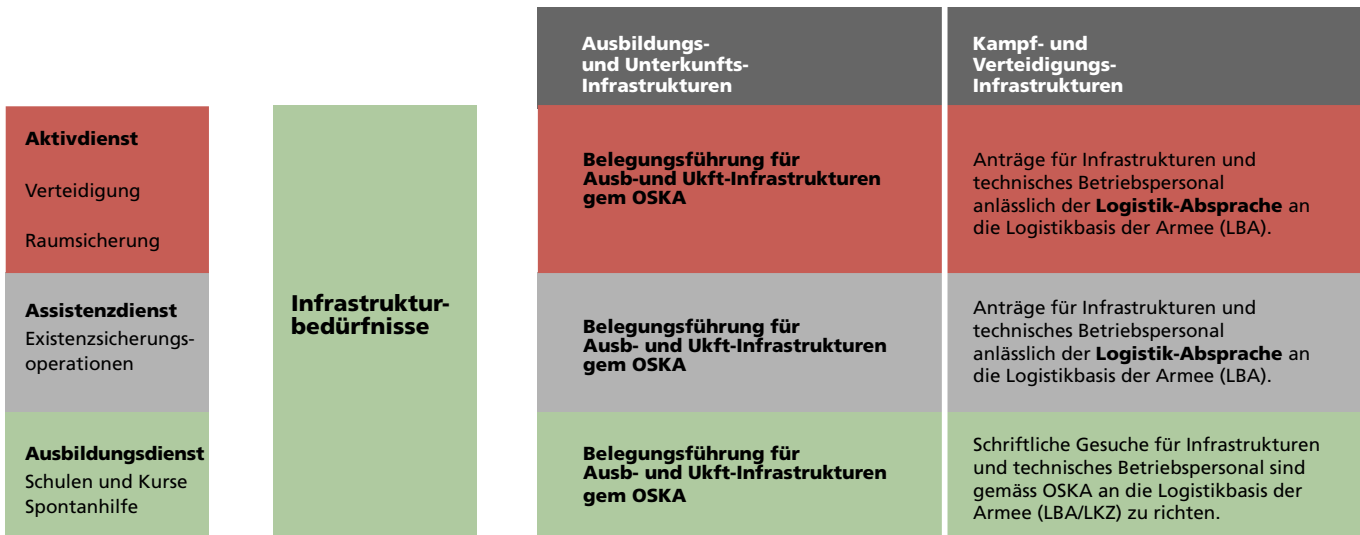 Ausbildungs-
und Unterkunfts-
Infrastrukturen
Kampf- und
Verteidigungs-
Infrastrukturen
Aktivdienst
Verteidigung
Raumsicherung
Belegungsführung für
Ausb-und Ukft-Infrastrukturen
gem OSKA
Anträge für Infrastrukturen und
technisches Betriebspersonal
anlässlich der Logistik-Absprache an
die Logistikbasis der Armee (LBA).
Infrastruktur-
bedürfnisse
Assistenzdienst
Existenzsicherungs-
operationen
Belegungsführung für
Ausb- und Ukft-Infrastrukturen
gem OSKA
Anträge für Infrastrukturen und
technisches Betriebspersonal
anlässlich der Logistik-Absprache an
die Logistikbasis der Armee (LBA).
Ausbildungsdienst
Schulen und Kurse
Spontanhilfe
Belegungsführung für
Ausb- und Ukft-Infrastrukturen
gem OSKA
Schriftliche Gesuche für Infrastrukturen
und technisches Betriebspersonal sind
gemäss OSKA an die Logistikbasis der
Armee (LBA/LKZ) zu richten.